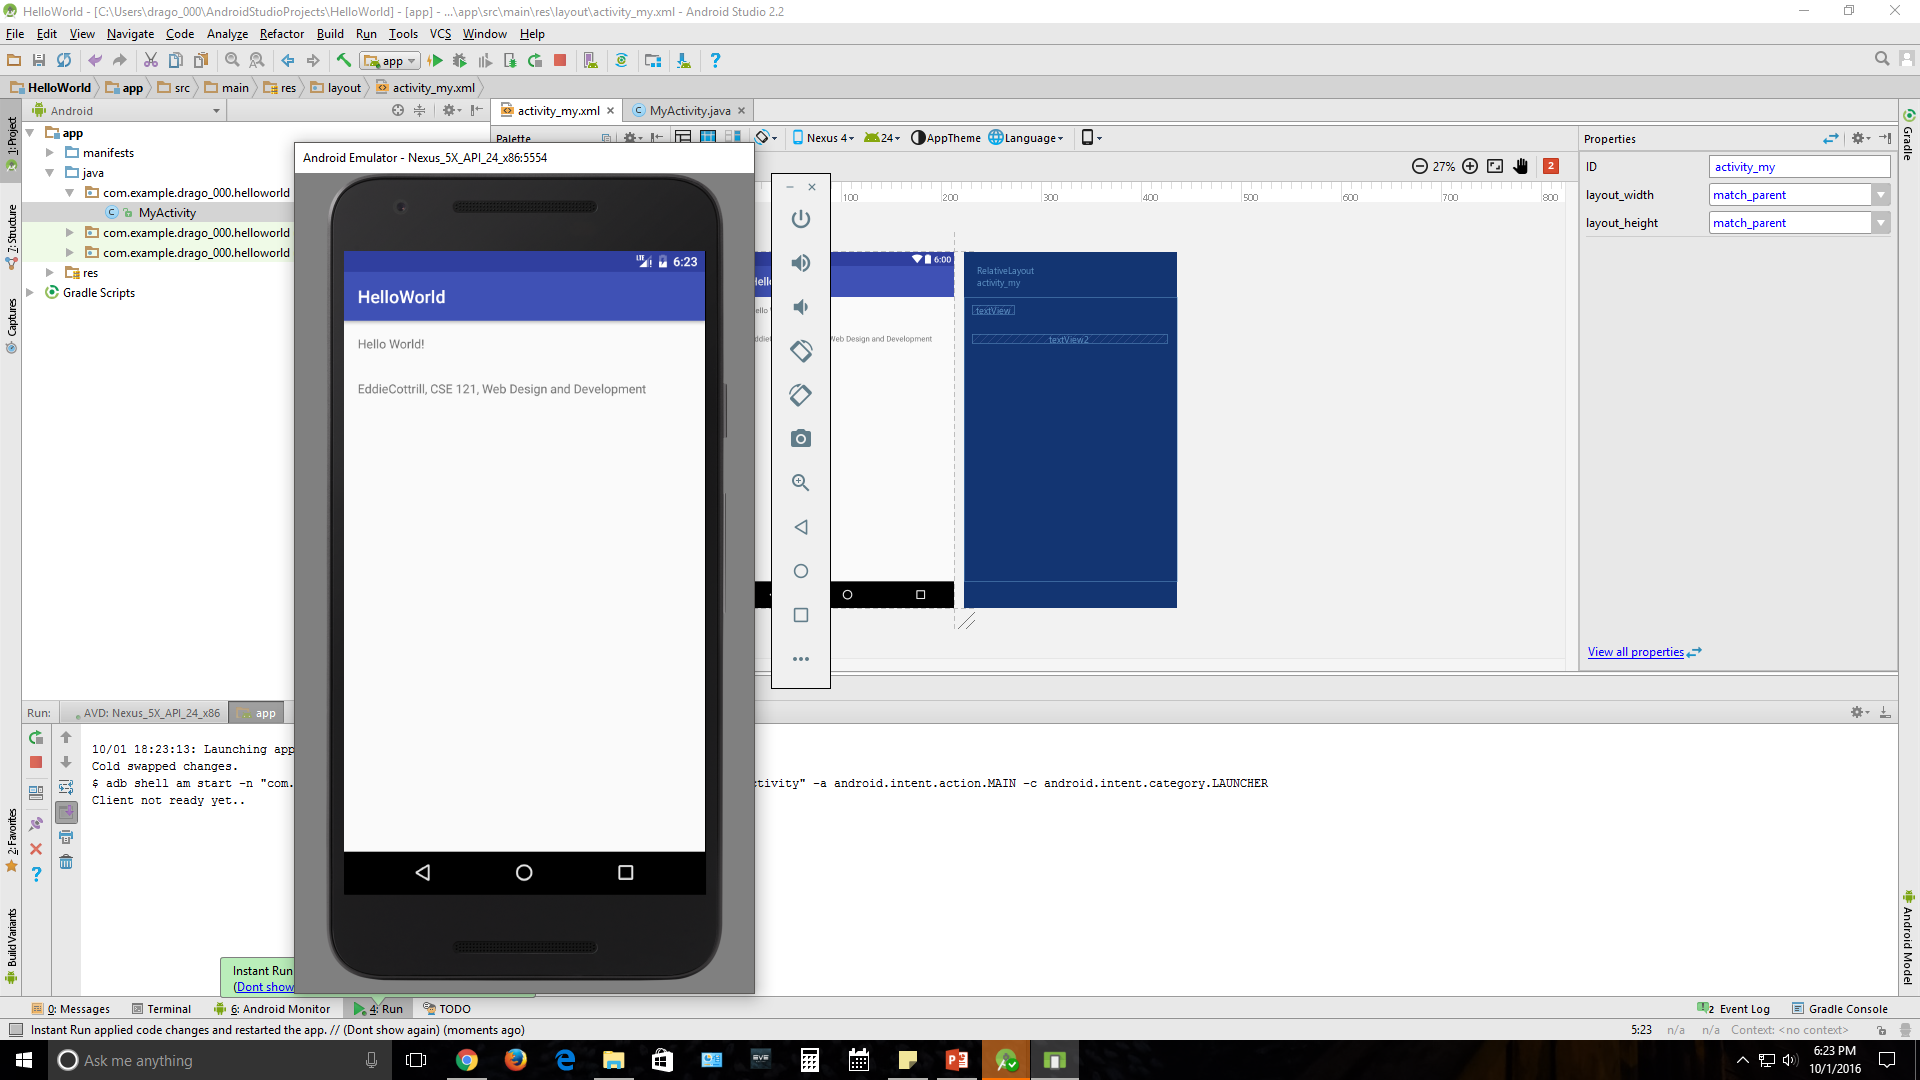 HelloWorld - [C:\Users\drago_000\AndroidStudioProjects\HelloWorld] - [app] - ...\app\src\main\res\layout\activity_my.xml - Android Studio 2.2
File Edit View Navigate Code Analyze Refactor Build Run Tools VCS Window Help
app
HelloWorld app src main res layout activity_my.xml
Android
activity_my.xml MyActivity.java
1: Project
7: Structure
Captures
2: Favorites
Build Variants
app
manifests
java
com.example.drago_000.helloworld
MyActivity
com.example.drago_000.helloworld
com.example.drago_000.helloworld
res
Gradle Scripts
Palette
Nexus 4 24 AppTheme Language
27% 2
100 200 300 400 500 600 700 800
Android Emulator - Nexus_5X_API_24_x86:5554
LTE 6:23
HelloWorld
Hello World!
EddieCottrill, CSE 121, Web Design and Development
6:00
Web Design and Development
RelativeLayout
activity_my
textView
textView2
Properties
ID activity_my
layout_width match_parent
layout_height match_parent
View all properties
Gradle
Android Model
Run: AVD: Nexus_5X_API_24_x86 app
10/01 18:23:13: Launching app
Cold swapped changes.
$ adb shell am start -n "com. ctivity" -a android.intent.action.MAIN -c android.intent.category.LAUNCHER
Client not ready yet..
Instant Run
(Dont show
0: Messages Terminal 6: Android Monitor 4: Run TODO 2 Event Log Gradle Console
Instant Run applied code changes and restarted the app. // (Dont show again) (moments ago) 5:23 n/a n/a Context: <no context>
Ask me anything
EVE
6:23 PM
10/1/2016